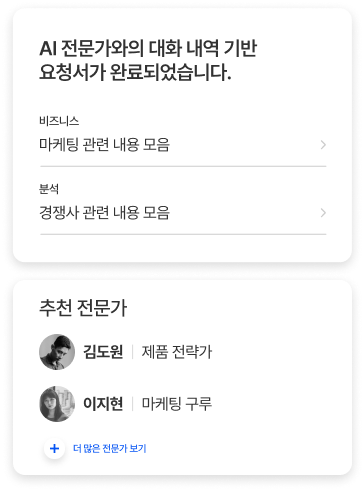 AI 전문가와의 대화 내역 기반
요청서가 완료되었습니다.
비즈니스
마케팅 관련 내용 모음
분석
경쟁사 관련 내용 모음
추천 전문가
김도원 | 제품 전략가
이지현 | 마케팅 구루
더 많은 전문가 보기